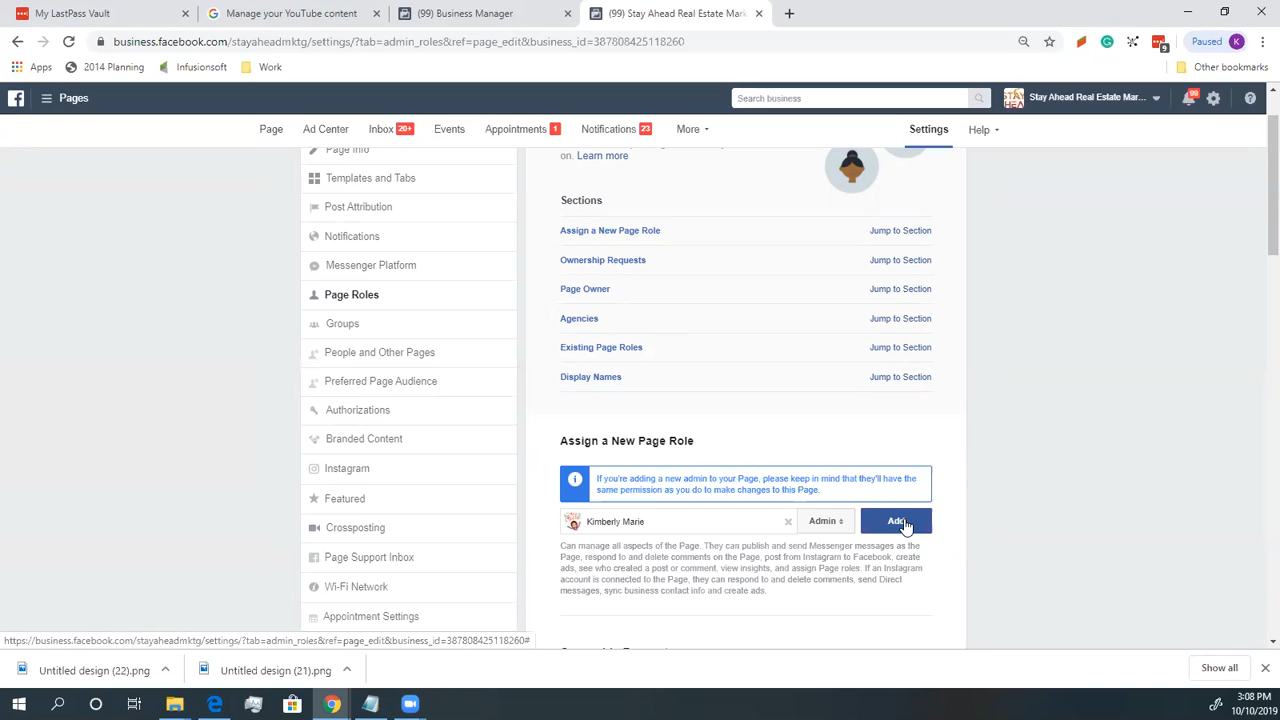 My LastPass Vault
Manage your YouTube content
(99) Business Manager
(99) Stay Ahead Real Estate Mark
business.facebook.com/stayaheadmktg/settings/?tab=admin_roles&ref=page_edit&business_id=387808425118260
9
Paused K
Apps
2014 Planning
Infusionsoft
Work
Other bookmarks
Pages
Search business
Stay Ahead Real Estate Mar...
99
Page
Ad Center
Inbox 20+
Events
Appointments 1
Notifications 23
More
Settings
Help
Page Info
Templates and Tabs
Post Attribution
Notifications
Messenger Platform
Page Roles
Groups
People and Other Pages
Preferred Page Audience
Authorizations
Branded Content
Instagram
Featured
Crossposting
Page Support Inbox
Wi-Fi Network
Appointment Settings
on. Learn more
Sections
Assign a New Page Role Jump to Section
Ownership Requests Jump to Section
Page Owner Jump to Section
Agencies Jump to Section
Existing Page Roles Jump to Section
Display Names Jump to Section
Assign a New Page Role
If you're adding a new admin to your Page, please keep in mind that they'll have the
same permission as you do to make changes to this Page.
Kimberly Marie
Admin
Add
Can manage all aspects of the Page. They can publish and send Messenger messages as the
Page, respond to and delete comments on the Page, post from Instagram to Facebook, create
ads, see who created a post or comment, view insights, and assign Page roles. If an Instagram
account is connected to the Page, they can respond to and delete comments, send Direct
messages, sync business contact info and create ads.
https://business.facebook.com/stayaheadmktg/settings/?tab=admin_roles&ref=page_edit&business_id=387808425118260#
Untitled design (22).png
Untitled design (21).png
Show all
3:08 PM
10/10/2019